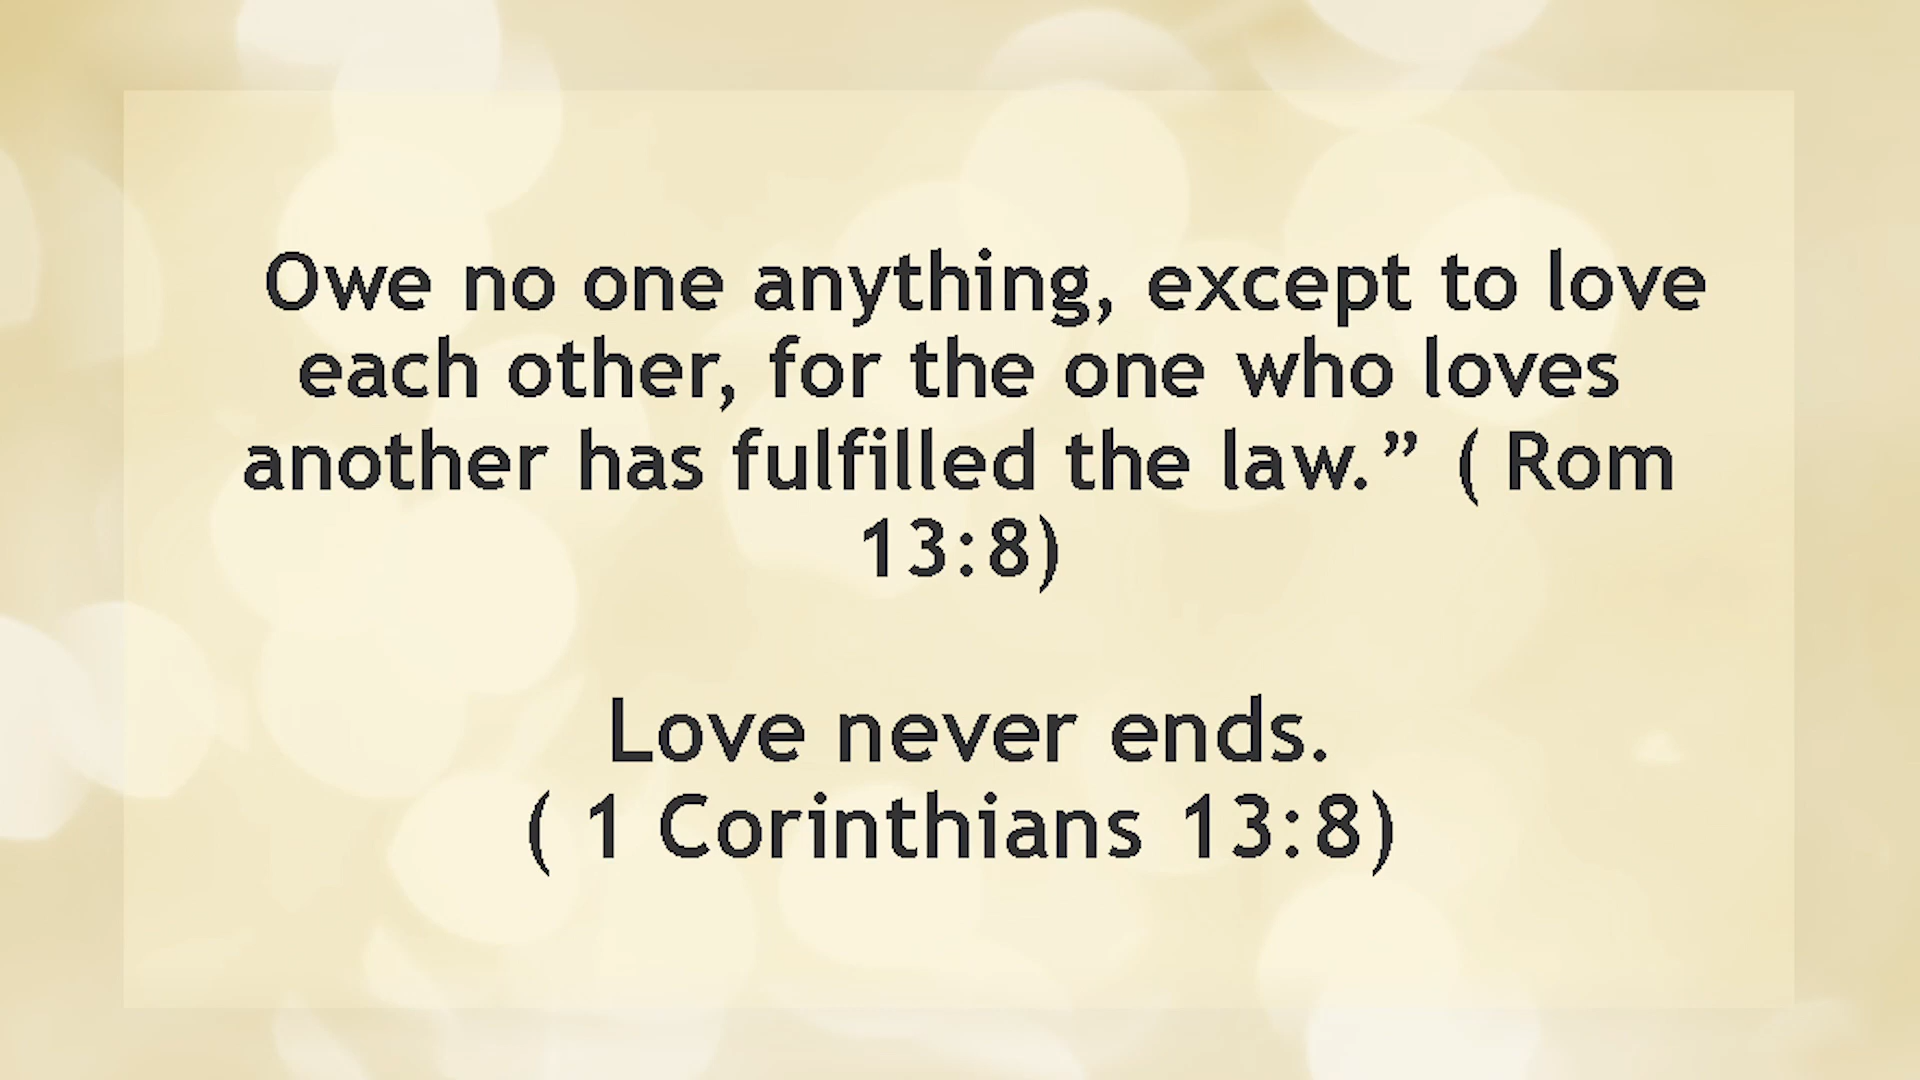 Owe no one anything, except to love
each other, for the one who loves
another has fulfilled the law.” ( Rom
13:8)
Love never ends.
( 1 Corinthians 13:8)